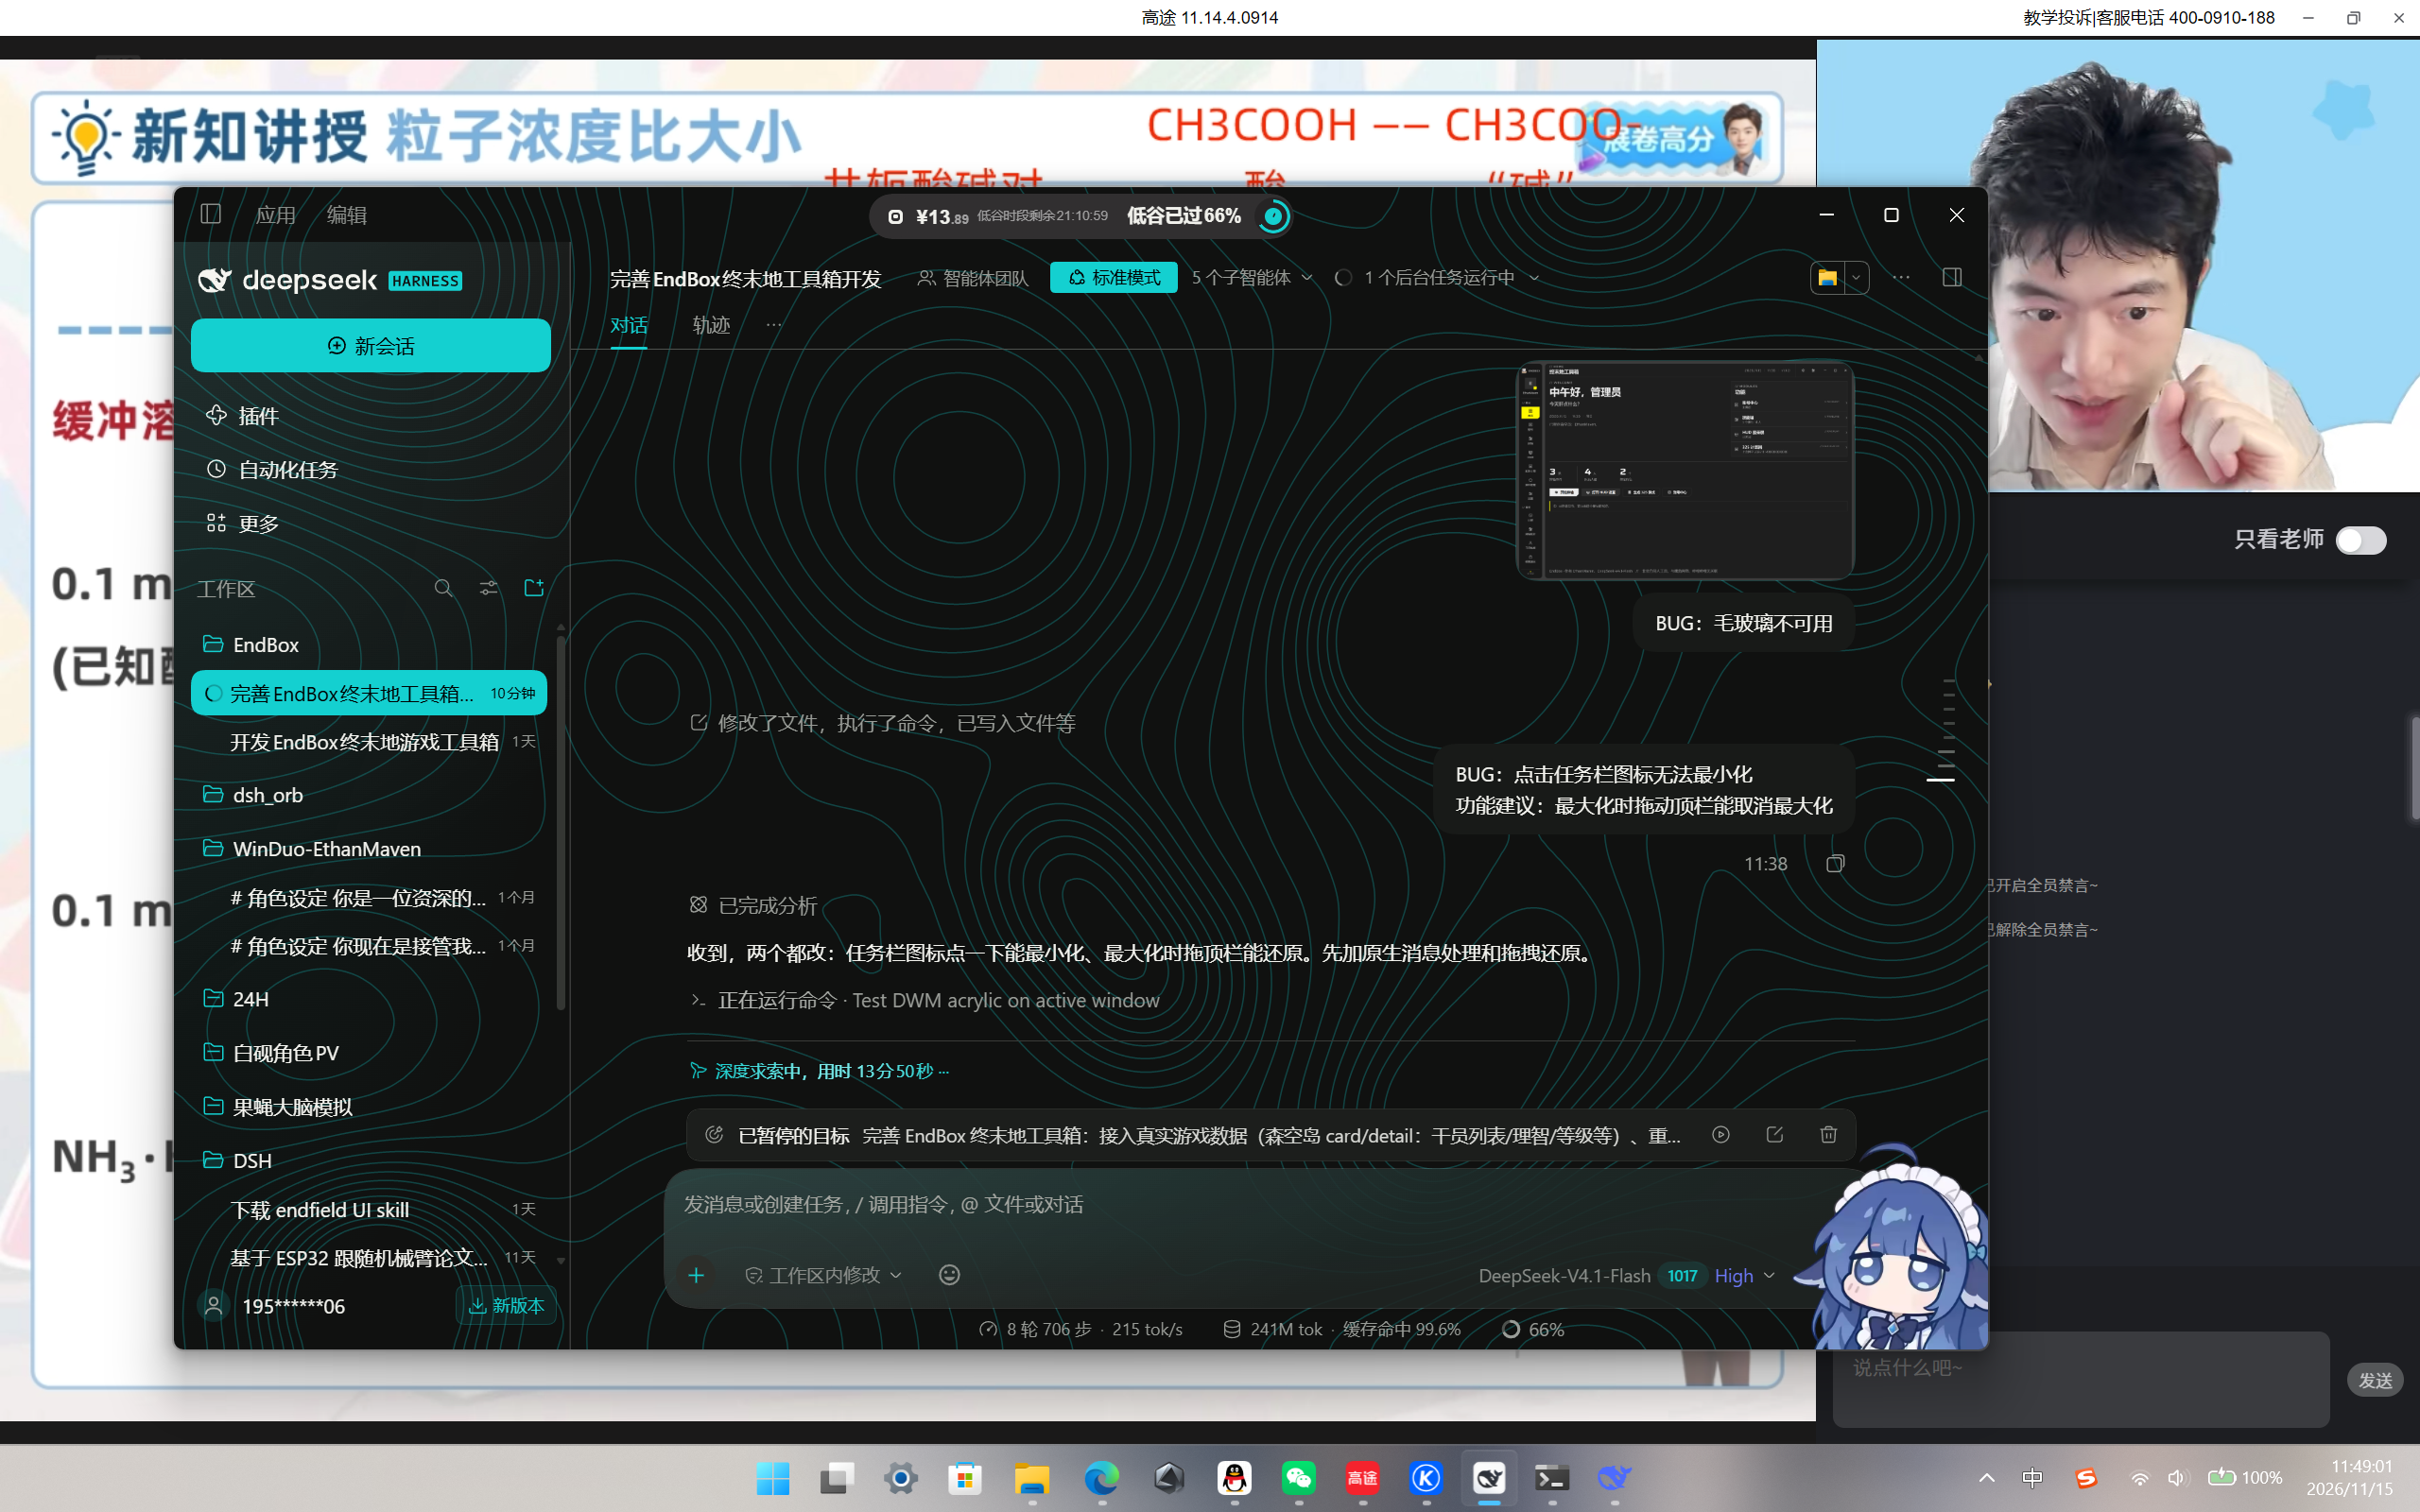 高途 11.14.4.0914
教学投诉|客服电话 400-0910-188
新知讲授 粒子浓度比大小
CH3COOH —— CH3COO-
展卷高分
共轭酸碱对
酸
“碱”
缓冲溶
0.1 m
(已知
0.1 m
NH₃·
应用 编辑
¥13.89 低谷时段剩余21:10:59 低谷已过66%
deepseek HARNESS
新会话
插件
自动化任务
更多
工作区
EndBox
完善EndBox终末地工具箱... 10分钟
开发EndBox终末地游戏工具箱 1天
dsh_orb
WinDuo-EthanMaven
# 角色设定 你是一位资深的... 1个月
# 角色设定 你现在是接管我... 1个月
24H
白砚角色PV
果蝇大脑模拟
DSH
下载 endfield UI skill 1天
基于 ESP32 跟随机械臂论文... 11天
195******06
新版本
完善EndBox终末地工具箱开发 智能体团队 标准模式 5 个子智能体 1 个后台任务运行中
对话 轨迹 ···
中午好，管理员
3 4 2
BUG：毛玻璃不可用
修改了文件，执行了命令，已写入文件等
BUG：点击任务栏图标无法最小化
功能建议：最大化时拖动顶栏能取消最大化
11:38
已完成分析
收到，两个都改：任务栏图标点一下能最小化、最大化时拖顶栏能还原。先加原生消息处理和拖拽还原。
正在运行命令 · Test DWM acrylic on active window
深度求索中，用时 13分50秒 ···
已暂停的目标 完善 EndBox 终末地工具箱：接入真实游戏数据（森空岛 card/detail：干员列表/理智/等级等）、重...
发消息或创建任务, / 调用指令, @ 文件或对话
工作区内修改
DeepSeek-V4.1-Flash 1017 High
8 轮 706 步 · 215 tok/s
241M tok · 缓存命中 99.6%
66%
只看老师
已开启全员禁言~
已解除全员禁言~
说点什么吧~
发送
高途
中
100%
11:49:01
2026/11/15